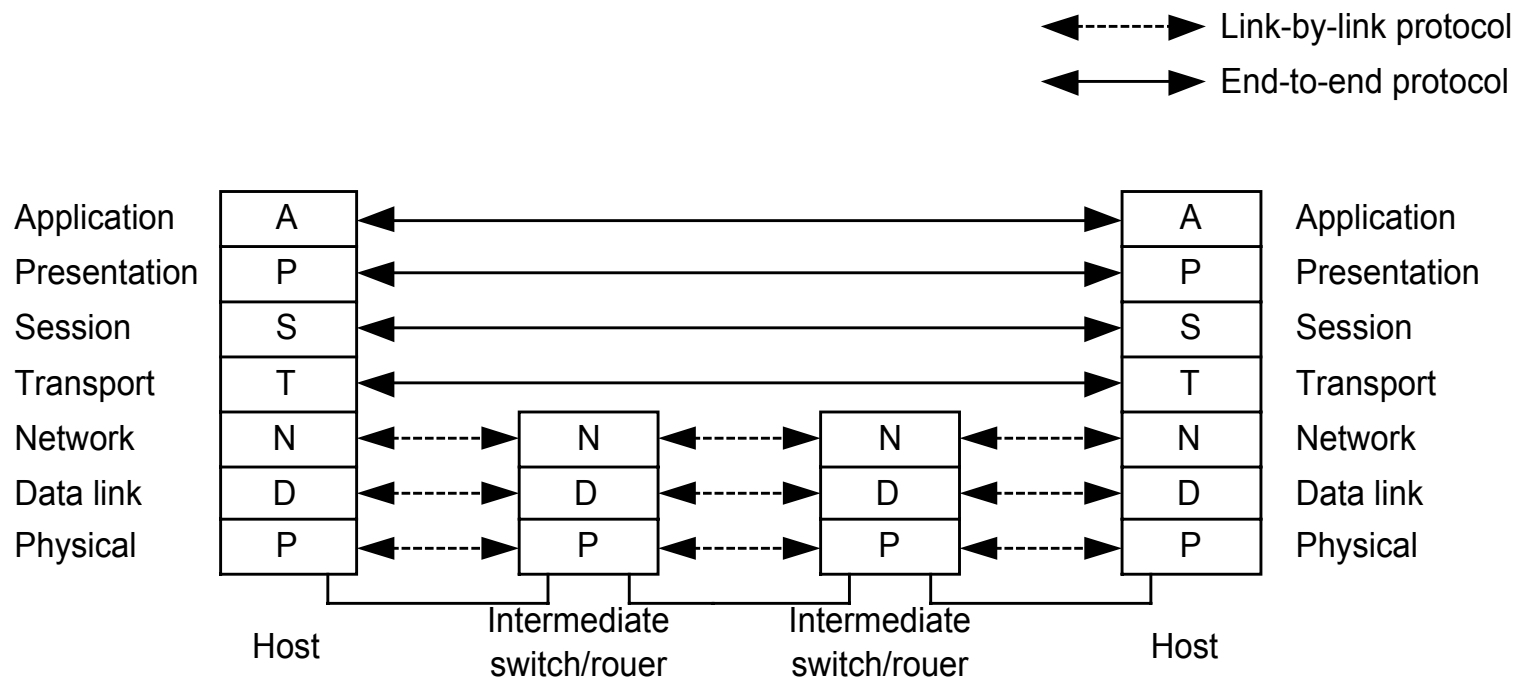 Link-by-link protocol
End-to-end protocol
Application A A Application
Presentation P P Presentation
Session S S Session
Transport T T Transport
Network N N N N Network
Data link D D D D Data link
Physical P P P P Physical
Host
Intermediate
switch/rouer
Intermediate
switch/rouer
Host